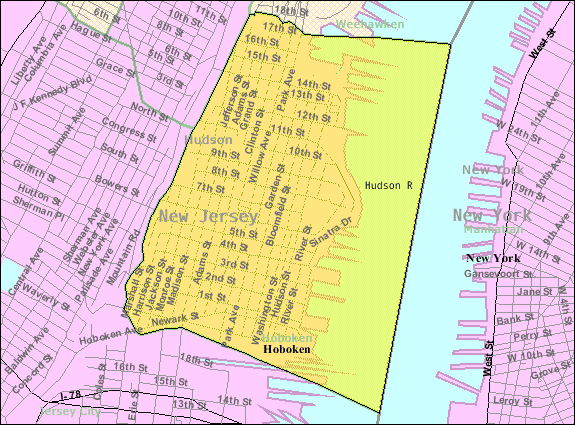 6th St
10th St
11th St
Hague St
8th St
6th St
5th St
3rd St
Grace St
Liberty Ave
Columbia Ave
J F Kennedy Blvd
Summit Ave
North St
Congress St
South St
Bowers St
Griffith St
Hutton St
Sherman Pl
Sherman Ave
Webster Ave
New York Ave
Palisade Ave
Mountain Rd
Central Ave
S Waverly St
Baldwin Ave
Concord St
Hoboken Ave
18th St
17th St
16th St
15th St
Weehawken
Jefferson St
Adams St
Grand St
Clinton St
Willow Ave
Park Ave
14th St
13th St
12th St
11th St
10th St
9th St
8th St
7th St
Hudson
New Jersey
Garden St
Bloomfield St
River St
Sinatra Dr
Hudson R
5th St
4th St
3rd St
2nd St
1st St
Adams St
Marshall St
Harrison St
Jackson St
Monroe St
Madison St
Newark St
Park Ave
Washington St
Hudson St
River St
Hoboken
Hoboken
18th St
16th St
15th St
14th St
13th St
Coles St
Erie St
I-78
Jersey City
West St
11th Ave
W 24th St
10th Ave
W 19th St
New York
New York
Manhattan
New York
9th Ave
W 14th St
Gansevoort St
Jane St
W 4th St
Bank St
Perry St
W 10th St
Grove St
Leroy St
West St